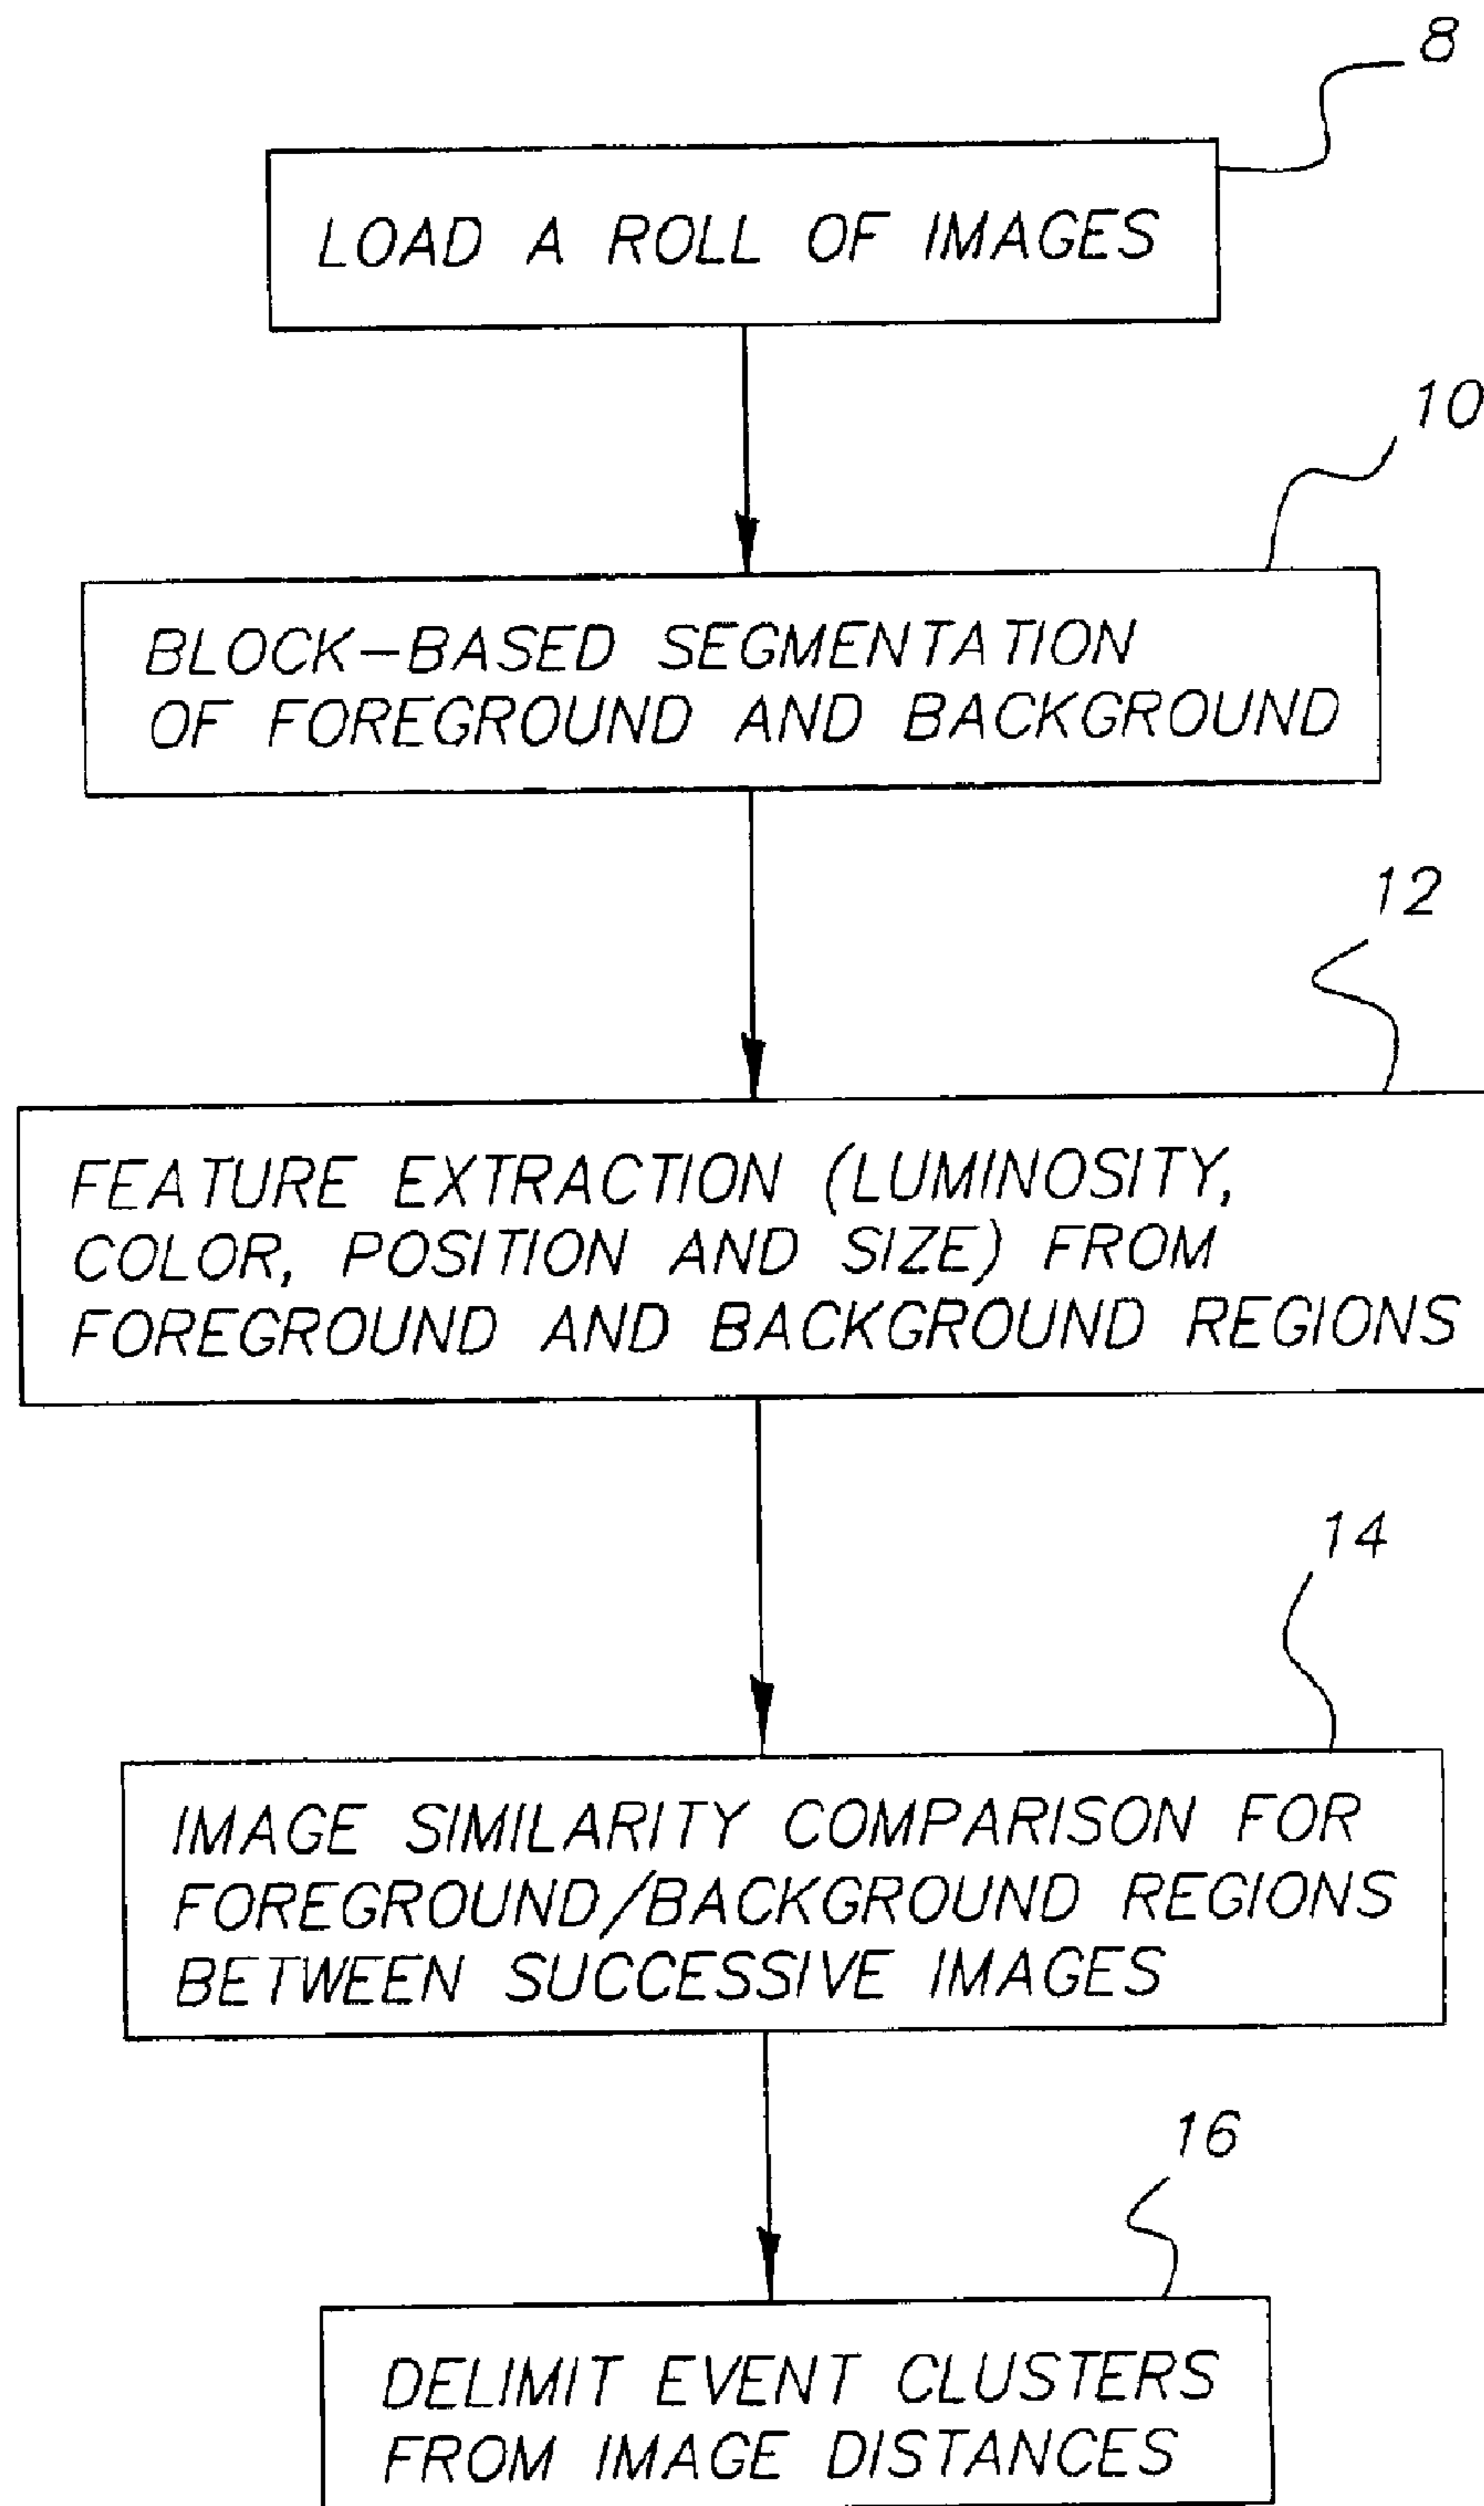 8
LOAD A ROLL OF IMAGES
10
BLOCK-BASED SEGMENTATION
OF FOREGROUND AND BACKGROUND
12
FEATURE EXTRACTION (LUMINOSITY,
COLOR, POSITION AND SIZE) FROM
FOREGROUND AND BACKGROUND REGIONS
14
IMAGE SIMILARITY COMPARISON FOR
FOREGROUND/BACKGROUND REGIONS
BETWEEN SUCCESSIVE IMAGES
16
DELIMIT EVENT CLUSTERS
FROM IMAGE DISTANCES